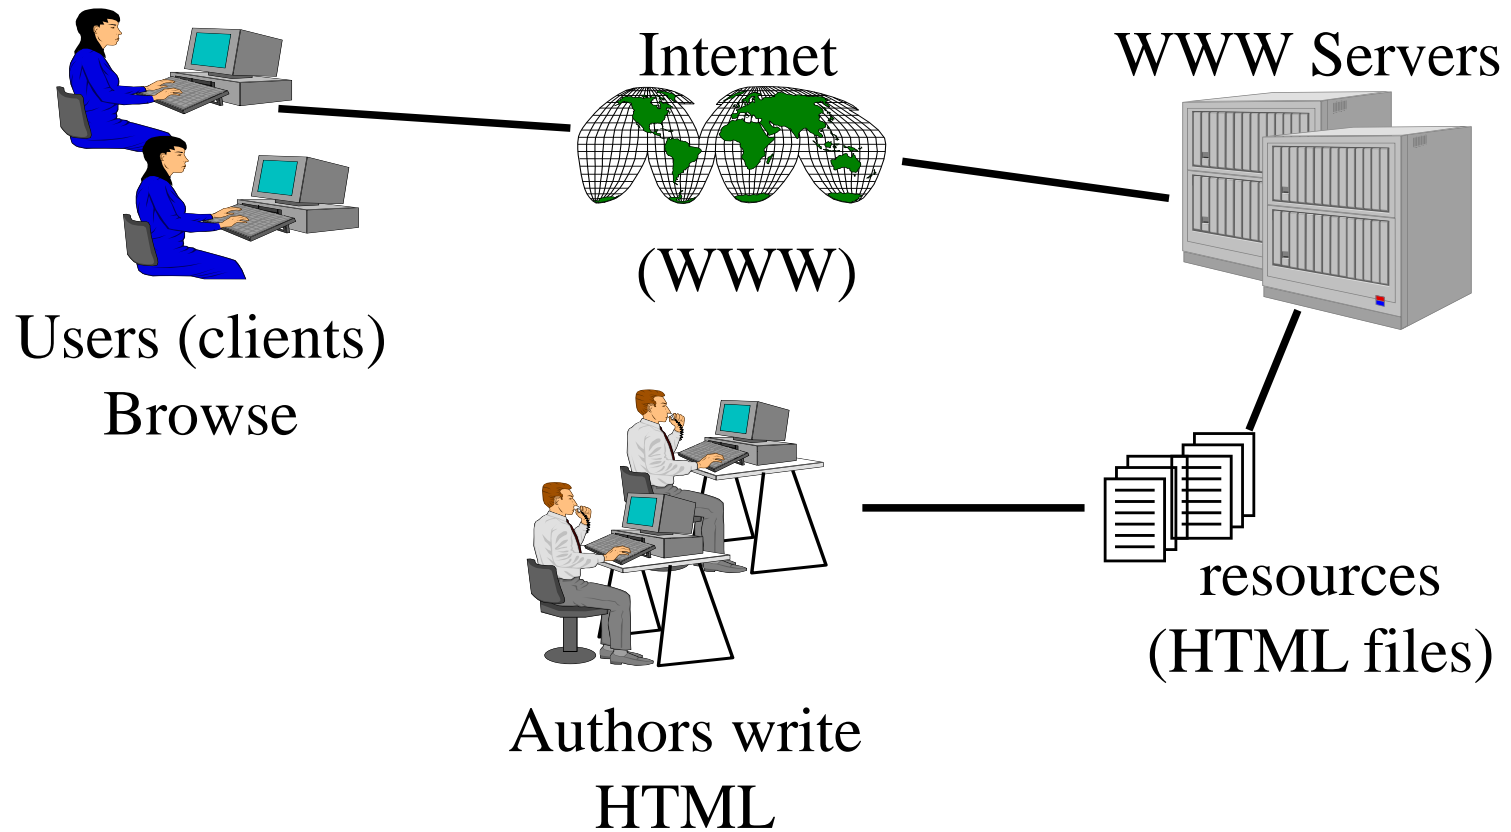 Internet
WWW Servers
(WWW)
Users (clients)
Browse
resources
(HTML files)
Authors write
HTML